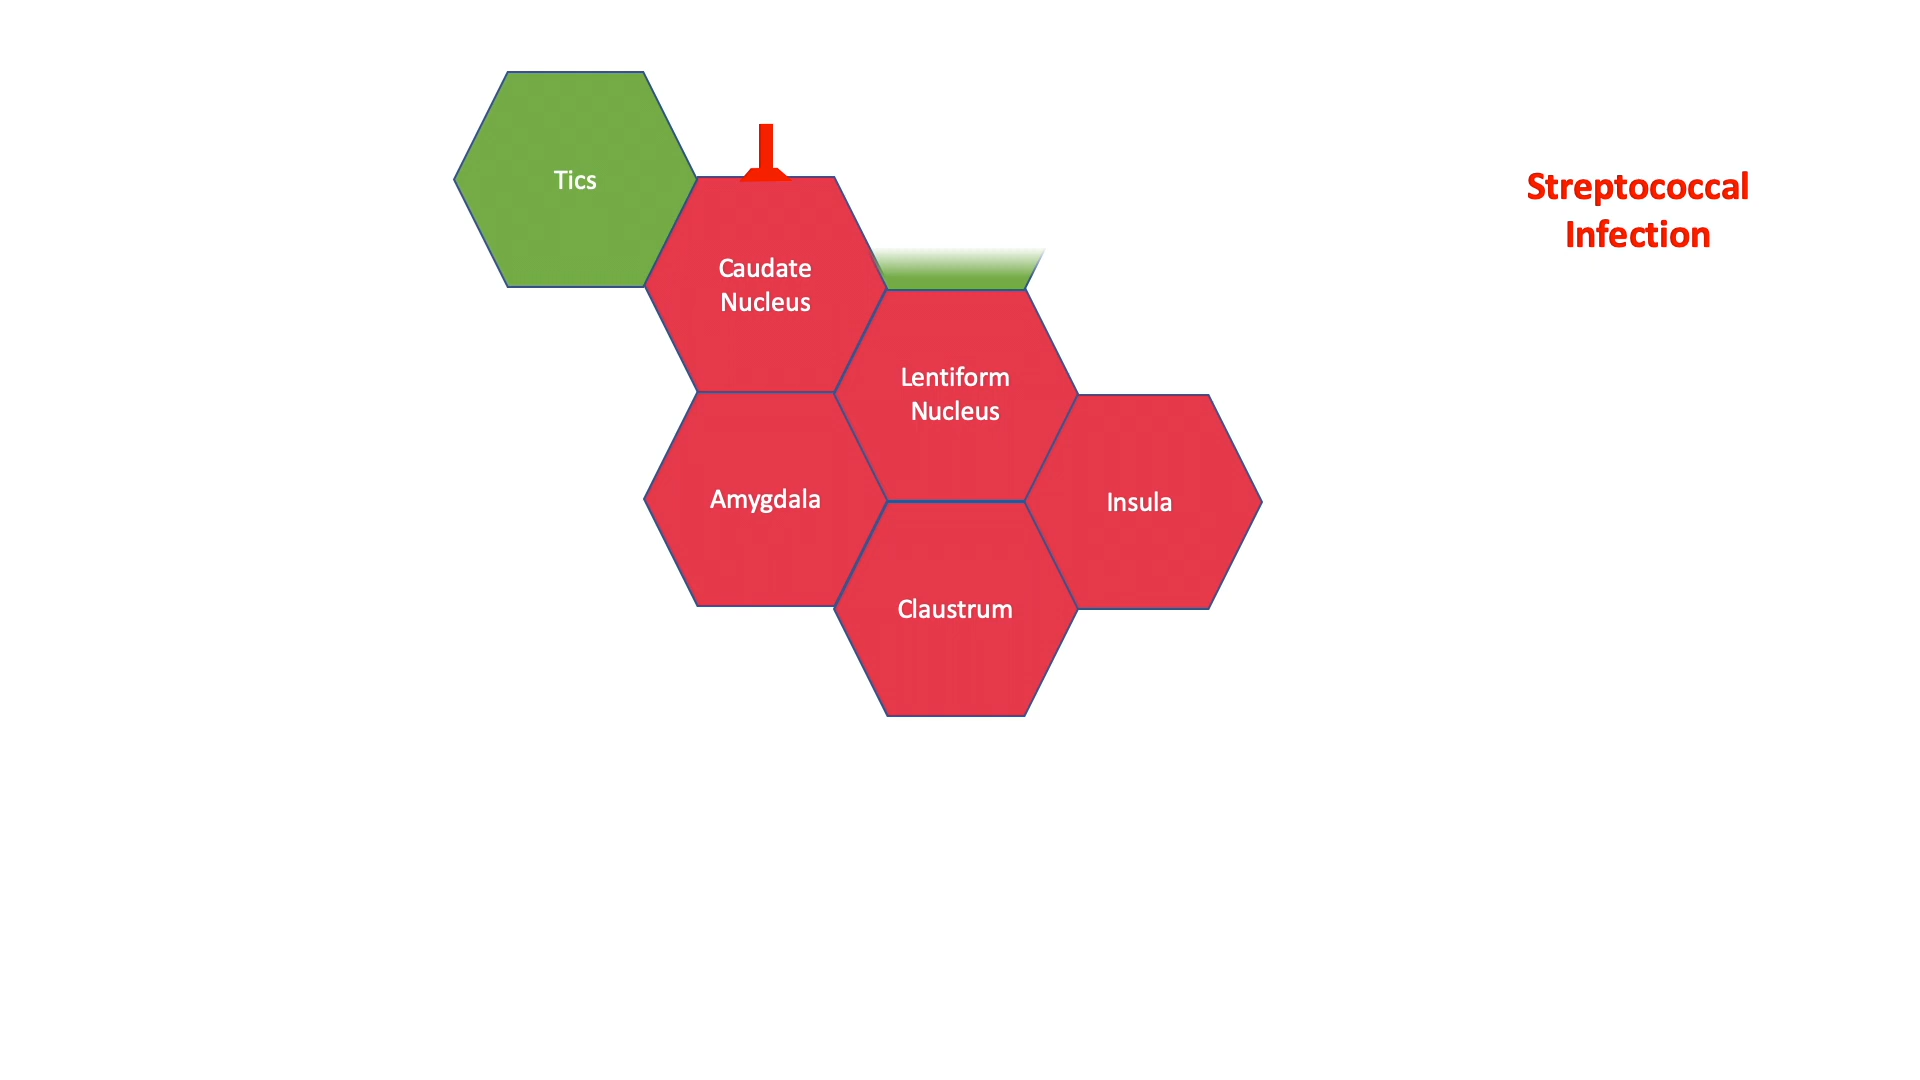 Tics
Caudate
Nucleus
Lentiform
Nucleus
Amygdala
Insula
Claustrum
Streptococcal
Infection